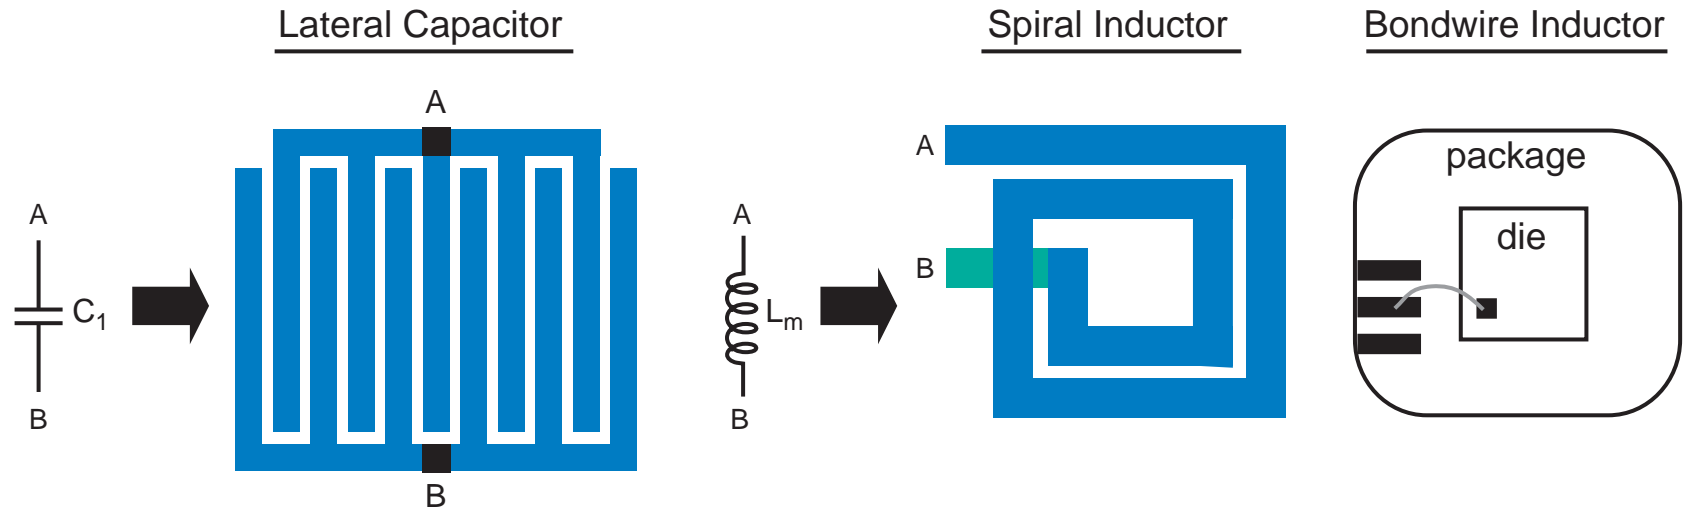 Lateral Capacitor
A
A
C1
B
B
Spiral Inductor
A
B
A
Lm
B
Bondwire Inductor
package
die